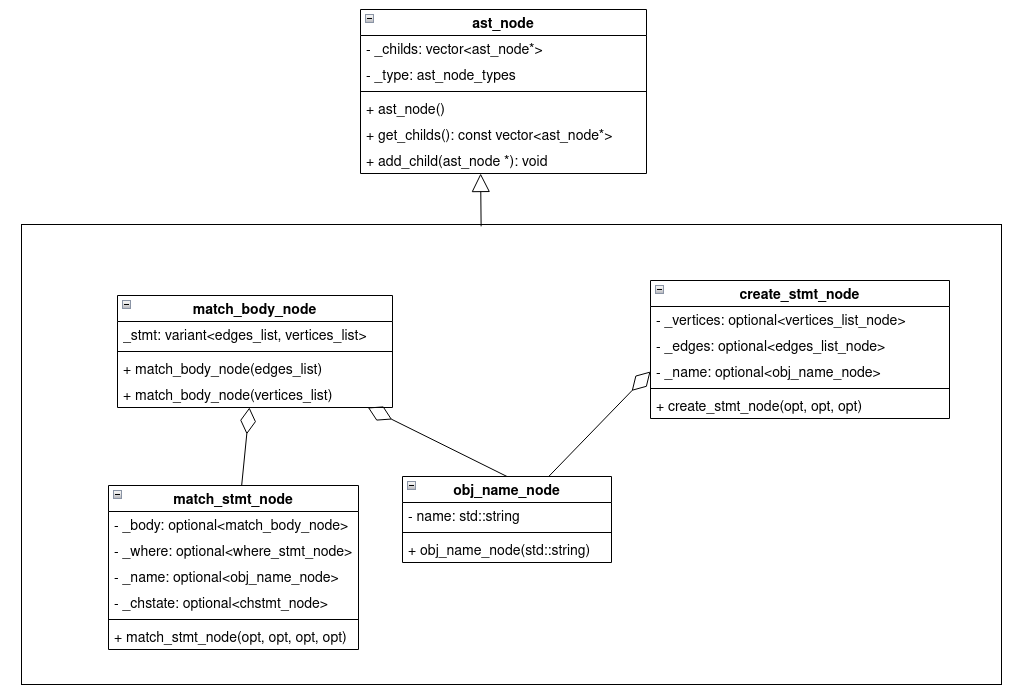 ast_node
- _childs: vector<ast_node*>
- _type: ast_node_types
+ ast_node()
+ get_childs(): const vector<ast_node*>
+ add_child(ast_node *): void
match_body_node
_stmt: variant<edges_list, vertices_list>
+ match_body_node(edges_list)
+ match_body_node(vertices_list)
create_stmt_node
- _vertices: optional<vertices_list_node>
- _edges: optional<edges_list_node>
- _name: optional<obj_name_node>
+ create_stmt_node(opt, opt, opt)
match_stmt_node
- _body: optional<match_body_node>
- _where: optional<where_stmt_node>
- _name: optional<obj_name_node>
- _chstate: optional<chstmt_node>
+ match_stmt_node(opt, opt, opt, opt)
obj_name_node
- name: std::string
+ obj_name_node(std::string)